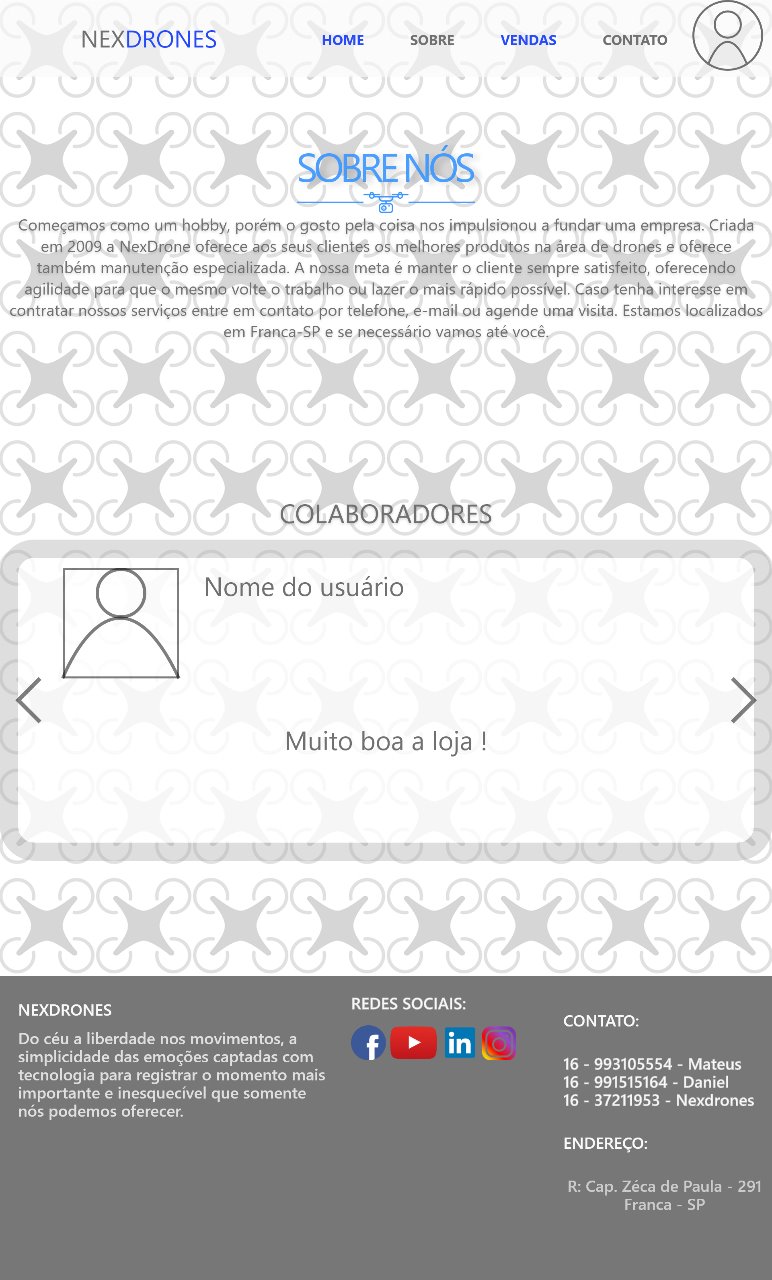 NEXDRONES
HOME
SOBRE
VENDAS
CONTATO
SOBRE NÓS
Começamos como um hobby, porém o gosto pela coisa nos impulsionou a fundar uma empresa. Criada
em 2009 a NexDrone oferece aos seus clientes os melhores produtos na área de drones e oferece
também manutenção especializada. A nossa meta é manter o cliente sempre satisfeito, oferecendo
agilidade para que o mesmo volte o trabalho ou lazer o mais rápido possível. Caso tenha interesse em
contratar nossos serviços entre em contato por telefone, e-mail ou agende uma visita. Estamos localizados
em Franca-SP e se necessário vamos até você.
COLABORADORES
Nome do usuário
Muito boa a loja !
NEXDRONES
Do céu a liberdade nos movimentos, a
simplicidade das emoções captadas com
tecnologia para registrar o momento mais
importante e inesquecível que somente
nós podemos oferecer.
REDES SOCIAIS:
f
in
CONTATO:
16 - 993105554 - Mateus
16 - 991515164 - Daniel
16 - 37211953 - Nexdrones
ENDEREÇO:
R: Cap. Zéca de Paula - 291
Franca - SP